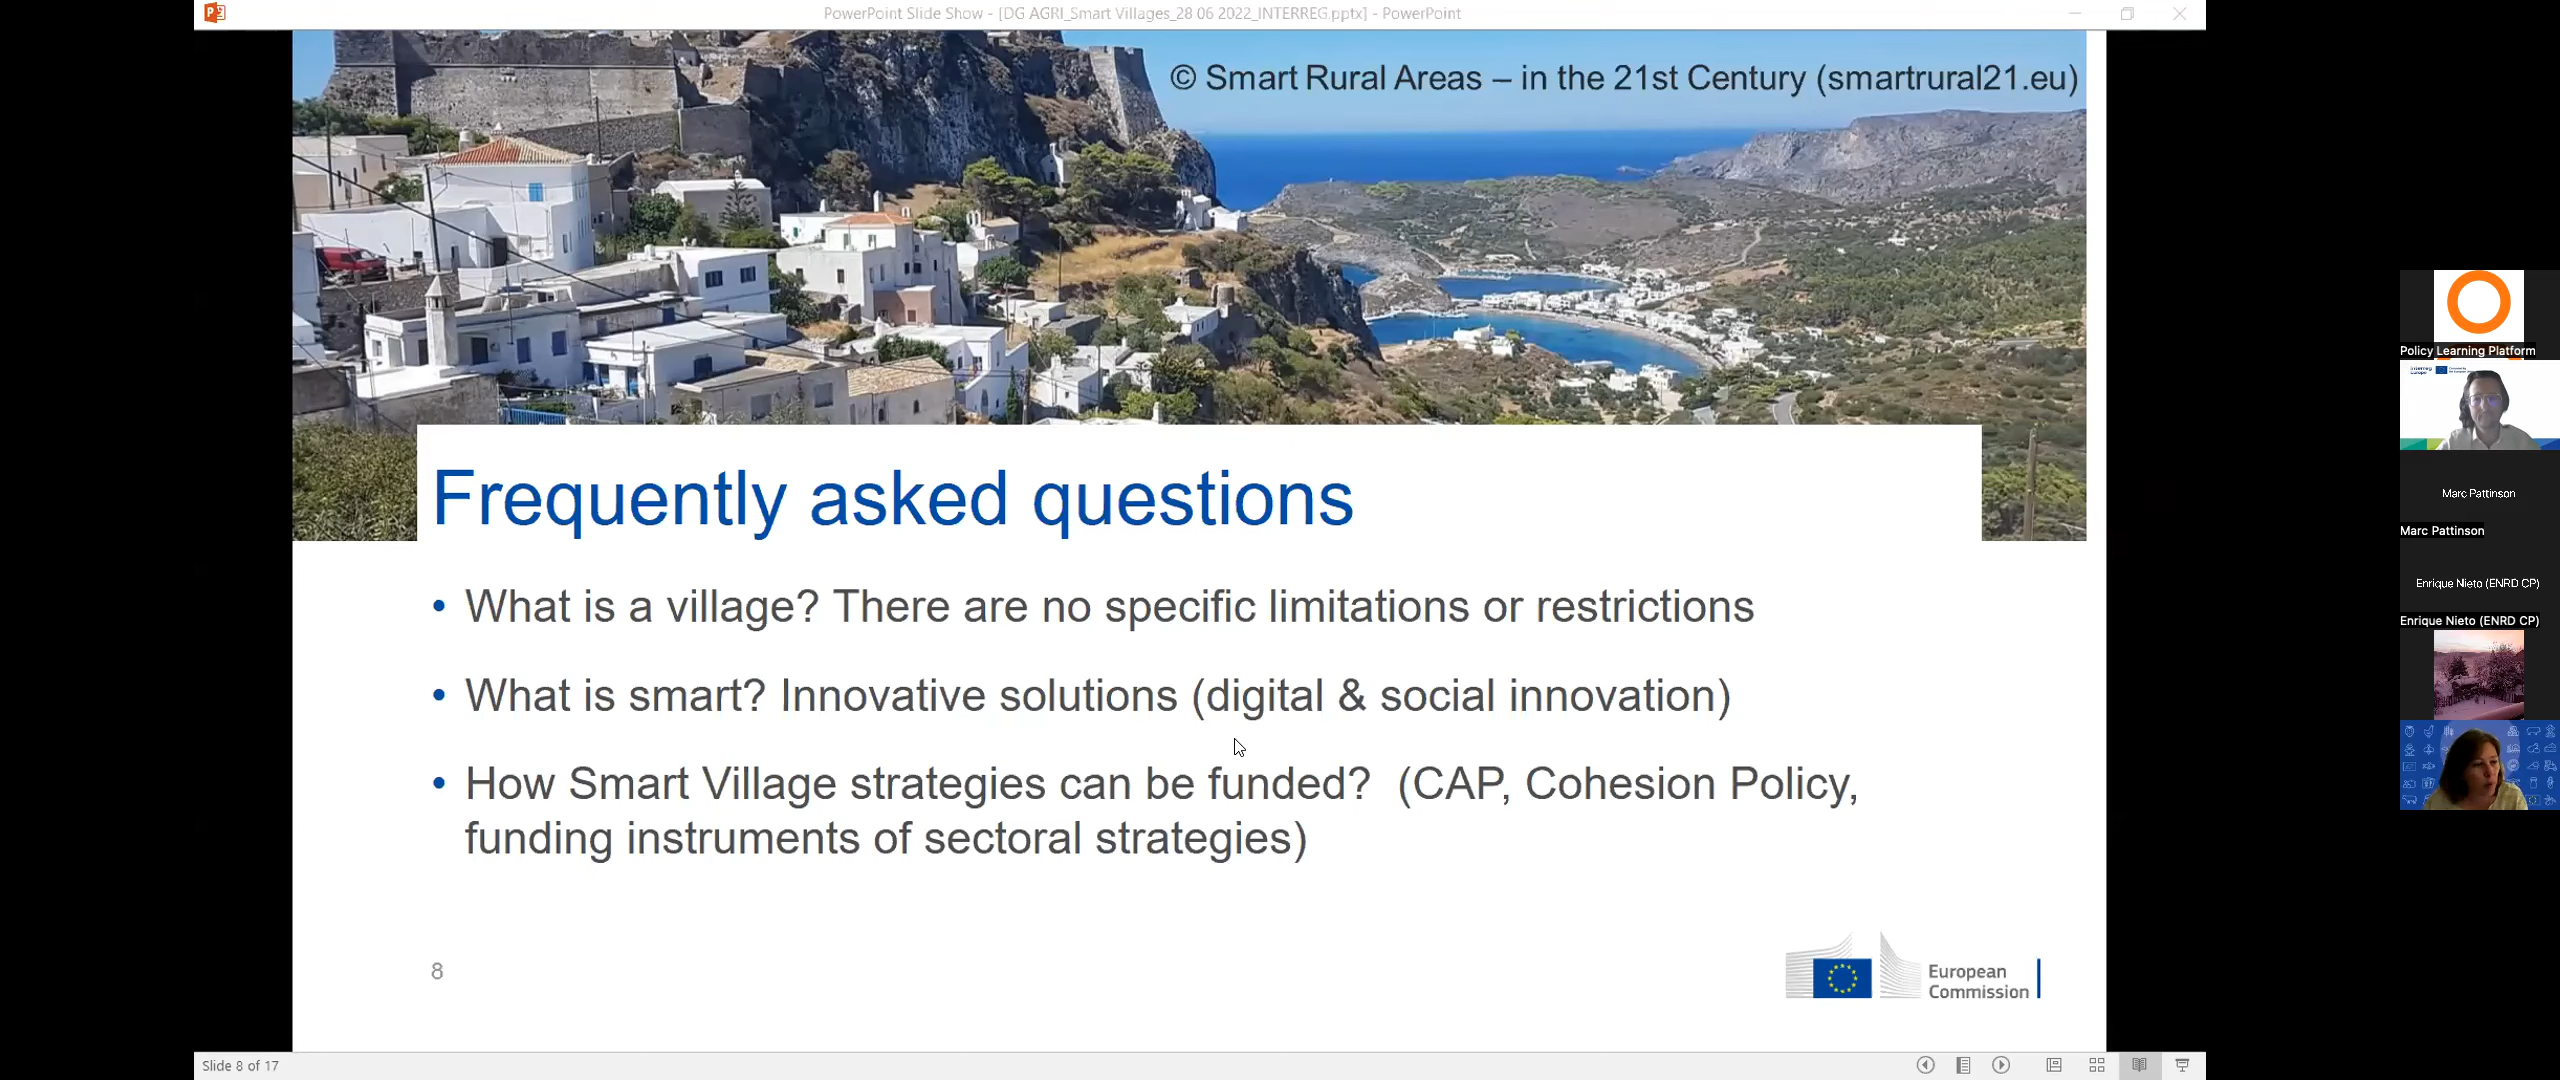 PowerPoint Slide Show - [DG AGRI_Smart Villages_28 06 2022_INTERREG.pptx] - PowerPoint
© Smart Rural Areas – in the 21st Century (smartrural21.eu)
Frequently asked questions
• What is a village? There are no specific limitations or restrictions
• What is smart? Innovative solutions (digital & social innovation)
• How Smart Village strategies can be funded? (CAP, Cohesion Policy,
funding instruments of sectoral strategies)
8
European
Commission
Slide 8 of 17
Policy Learning Platform
Interreg
Europe
Marc Pattinson
Marc Pattinson
Enrique Nieto (ENRD CP)
Enrique Nieto (ENRD CP)